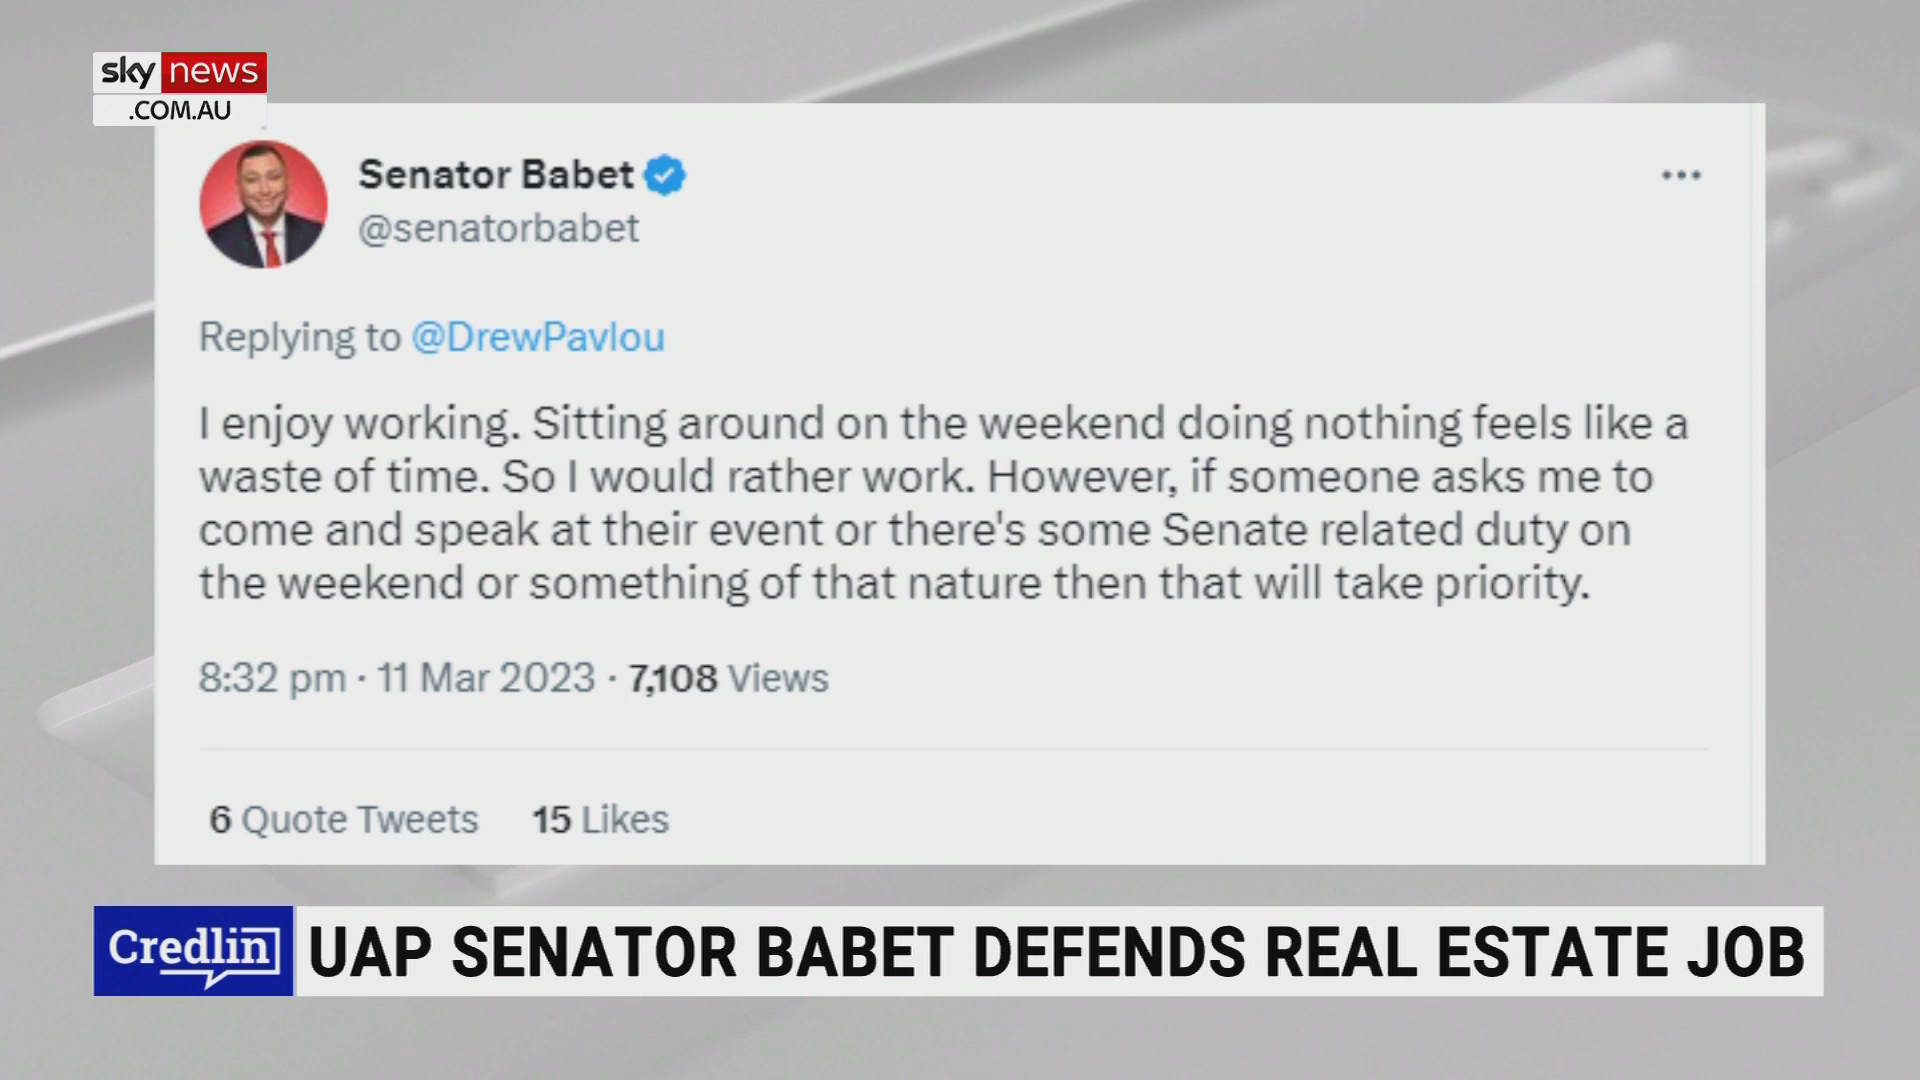 sky news
.COM.AU
Senator Babet
@senatorbabet
Replying to @DrewPavlou
I enjoy working. Sitting around on the weekend doing nothing feels like a
waste of time. So I would rather work. However, if someone asks me to
come and speak at their event or there's some Senate related duty on
the weekend or something of that nature then that will take priority.
8:32 pm · 11 Mar 2023 · 7,108 Views
6 Quote Tweets 15 Likes
Credlin UAP SENATOR BABET DEFENDS REAL ESTATE JOB